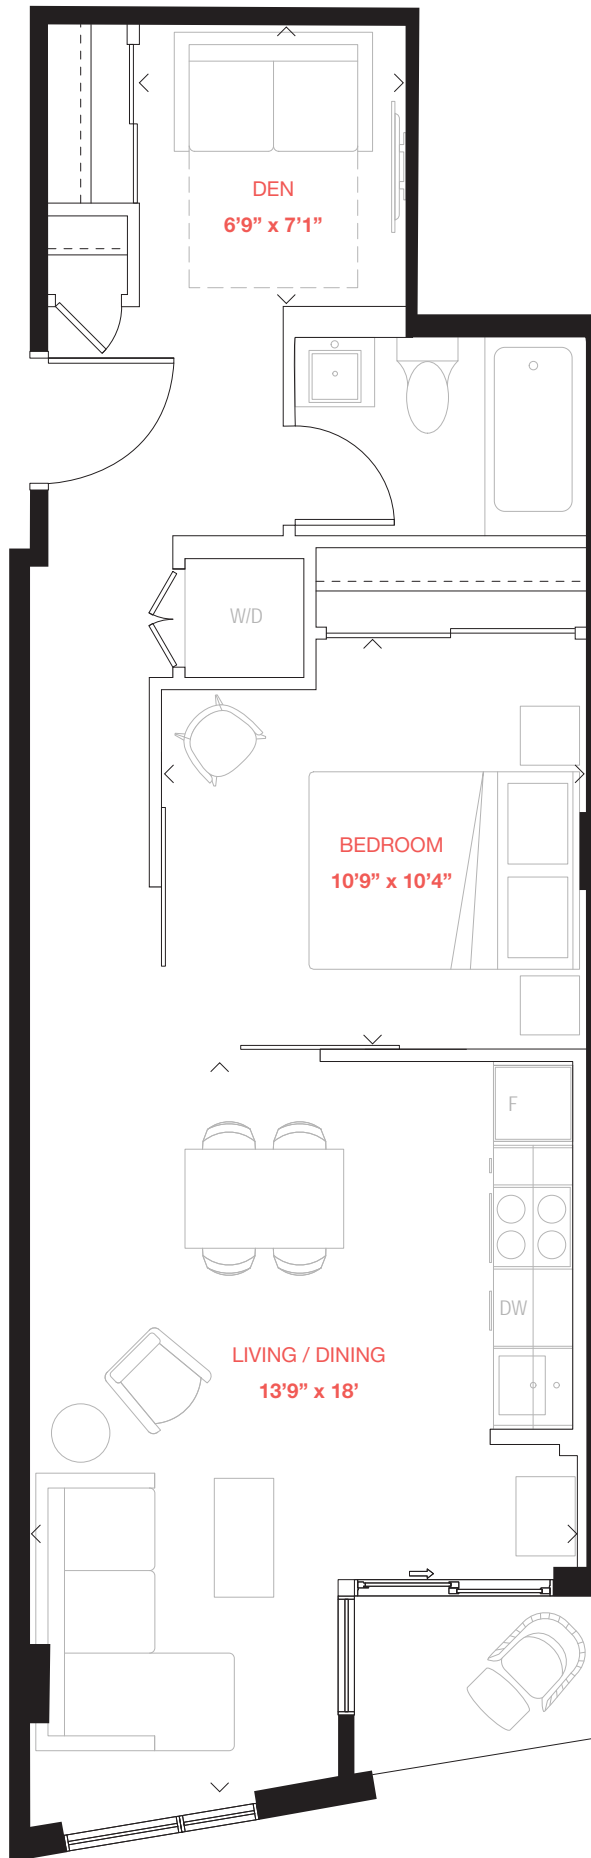 DEN
6’9” x 7’1”
W/D
BEDROOM
10’9” x 10’4”
F
DW
LIVING / DINING
13’9” x 18’